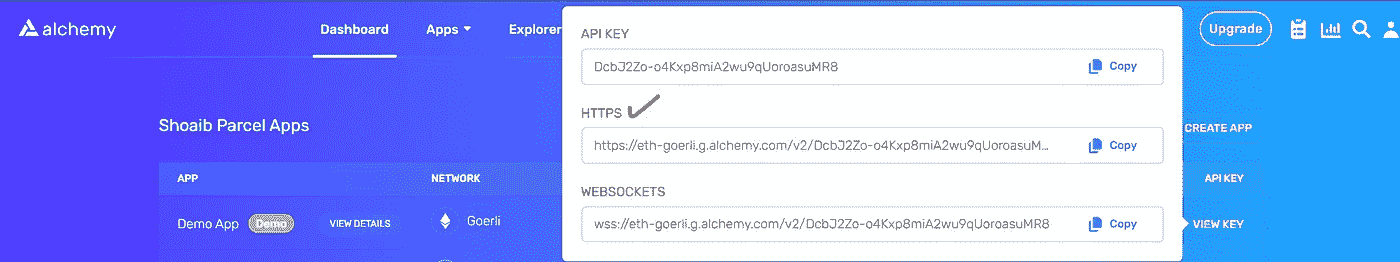 alchemy
Dashboard Apps Explorer
Upgrade
API KEY
DcbJ2Zo-o4Kxp8miA2wu9qUoroasuMR8 Copy
HTTPS
https://eth-goerli.g.alchemy.com/v2/DcbJ2Zo-o4Kxp8miA2wu9qUoroasuM... Copy
WEBSOCKETS
wss://eth-goerli.g.alchemy.com/v2/DcbJ2Zo-o4Kxp8miA2wu9qUoroasuMR8 Copy
Shoaib Parcel Apps
CREATE APP
APP NETWORK API KEY
Demo App Demo VIEW DETAILS Goerli VIEW KEY